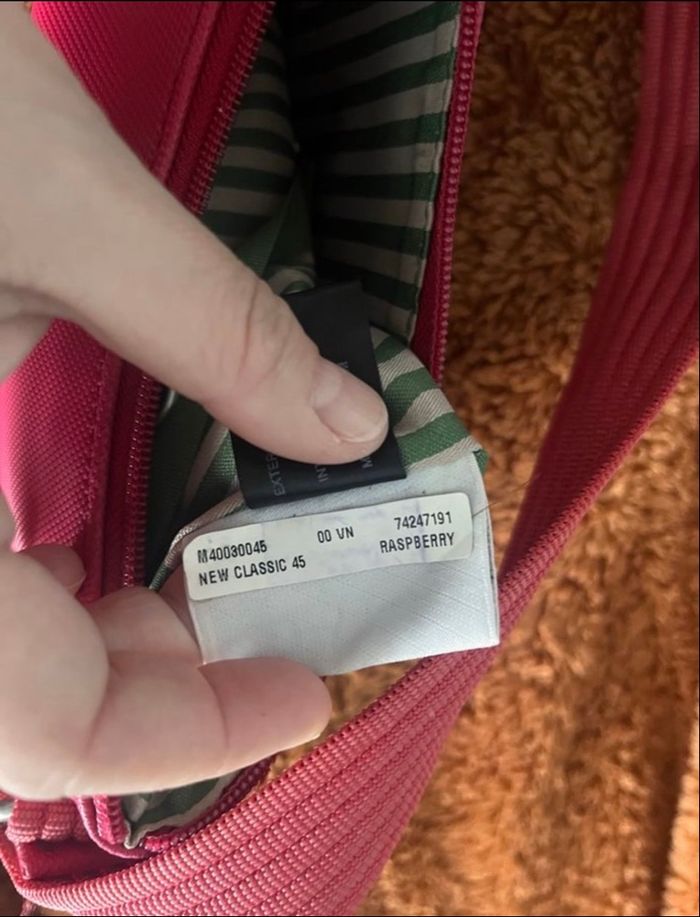 M40030045 00 VN 74247191
NEW CLASSIC 45 RASPBERRY